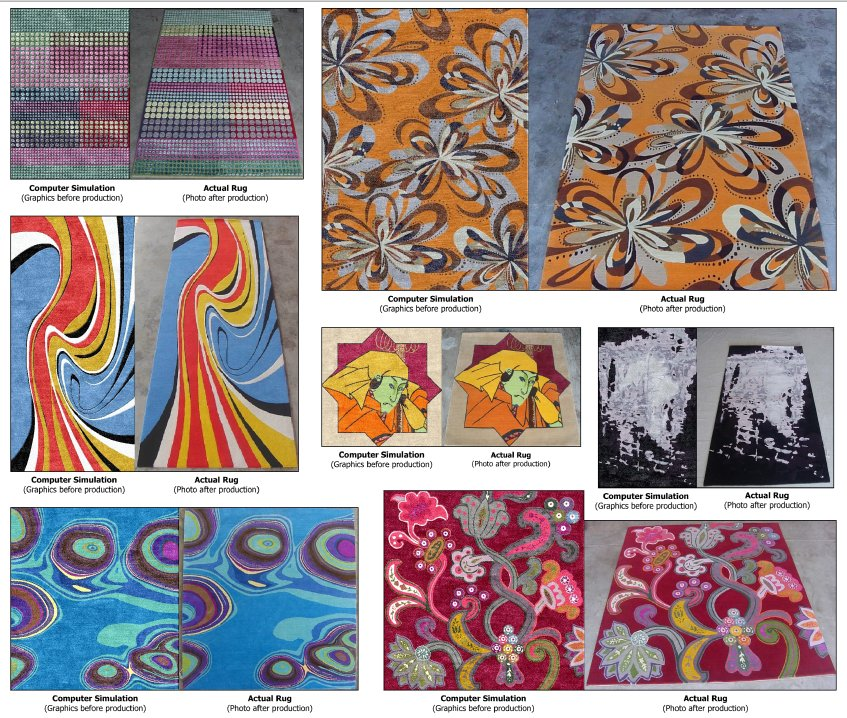 Computer Simulation
(Graphics before production)
Actual Rug
(Photo after production)
Computer Simulation
(Graphics before production)
Actual Rug
(Photo after production)
Computer Simulation
(Graphics before production)
Actual Rug
(Photo after production)
Computer Simulation
(Graphics before production)
Actual Rug
(Photo after production)
Computer Simulation
(Graphics before production)
Actual Rug
(Photo after production)
Computer Simulation
(Graphics before production)
Actual Rug
(Photo after production)
Computer Simulation
(Graphics before production)
Actual Rug
(Photo after production)